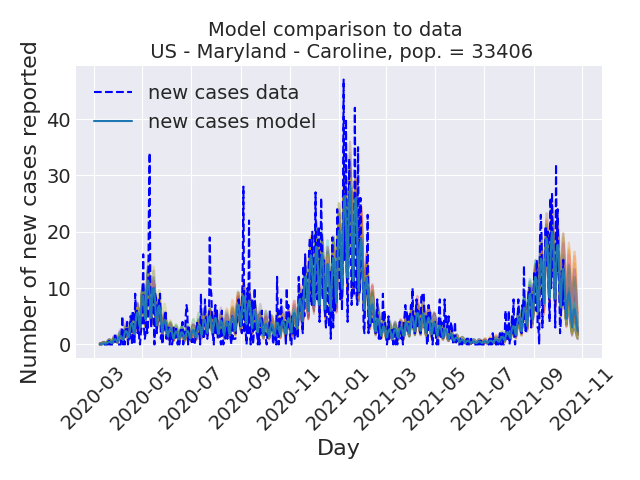 Model comparison to data
US - Maryland - Caroline, pop. = 33406
Number of new cases reported
new cases data
new cases model
40
30
20
10
0
2020-03
2020-05
2020-07
2020-09
2020-11
2021-01
2021-03
2021-05
2021-07
2021-09
2021-11
Day